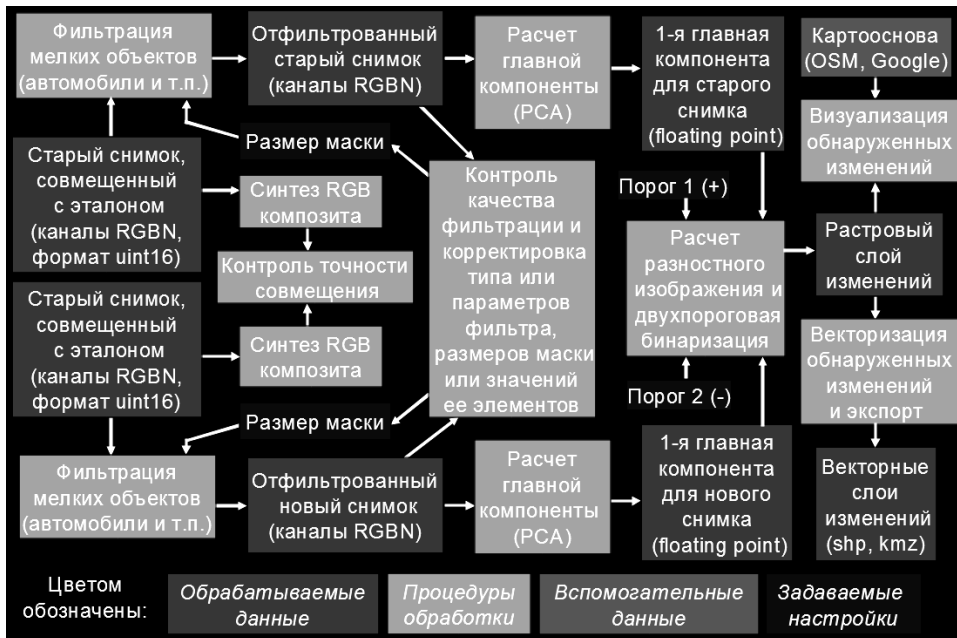 Фильтрация
мелких объектов
(автомобили и т.п.)
Отфильтрованный
старый снимок
(каналы RGBN)
Расчет
главной
компоненты
(PCA)
1-я главная
компонента
для старого
снимка
(floating point)
Картооснова
(OSM, Google)
Визуализация
обнаруженных
изменений
Размер маски
Старый снимок,
совмещенный
с эталоном
(каналы RGBN,
формат uint16)
Синтез RGB
композита
Контроль точности
совмещения
Контроль
качества
фильтрации и
корректировка
типа или
параметров
фильтра,
размеров маски
или значений
ее элементов
Порог 1 (+)
Расчет
разностного
изображения и
двухпороговая
бинаризация
Растровый
слой
изменений
Старый снимок,
совмещенный
с эталоном
(каналы RGBN,
формат uint16)
Синтез RGB
композита
Порог 2 (-)
Векторизация
обнаруженных
изменений
и экспорт
Размер маски
Фильтрация
мелких объектов
(автомобили и т.п.)
Отфильтрованный
новый снимок
(каналы RGBN)
Расчет
главной
компоненты
(PCA)
1-я главная
компонента
для нового
снимка
(floating point)
Векторные
слои
изменений
(shp, kmz)
Цветом
обозначены:
Обрабатываемые
данные
Процедуры
обработки
Вспомогательные
данные
Задаваемые
настройки